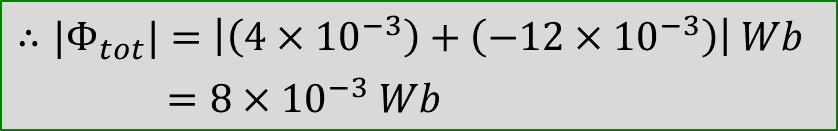 ∴ |Φ_tot| = |(4 × 10⁻³) + (−12 × 10⁻³)| Wb
= 8 × 10⁻³ Wb